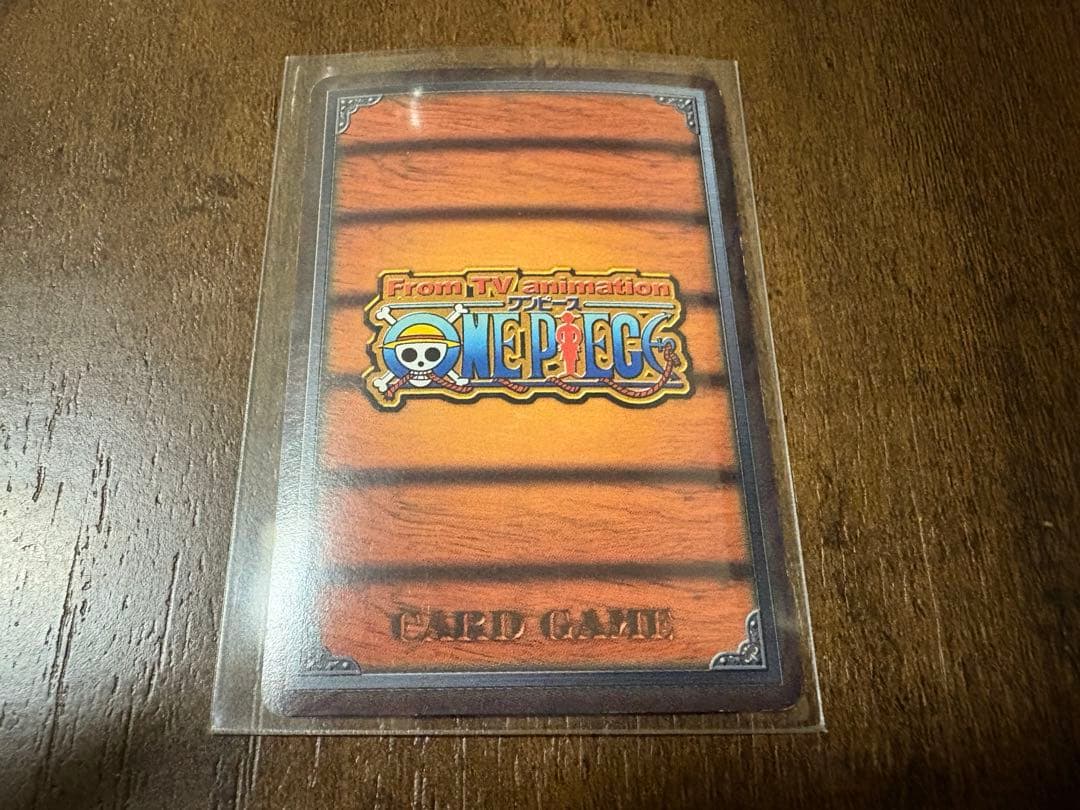 From TV animation
ワンピース
ONE PIECE
CARD GAME